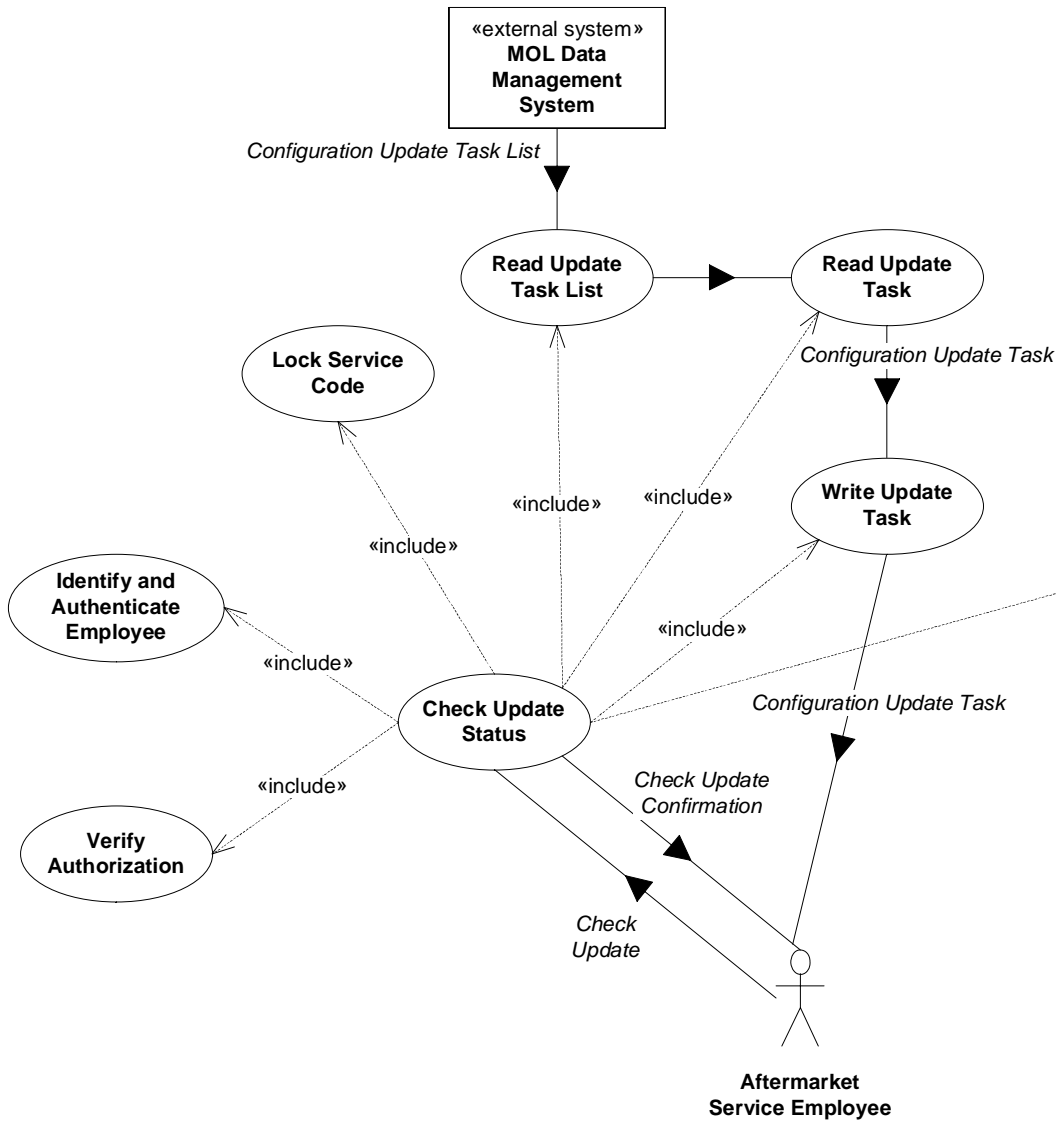 «external system»
MOL Data
Management
System
Configuration Update Task List
Read Update
Task List
Read Update
Task
Lock Service
Code
Configuration Update Task
«include»
«include»
Write Update
Task
«include»
Identify and
Authenticate
Employee
«include»
«include»
Check Update
Status
Configuration Update Task
«include»
Check Update
Confirmation
Verify
Authorization
Check
Update
Aftermarket
Service Employee